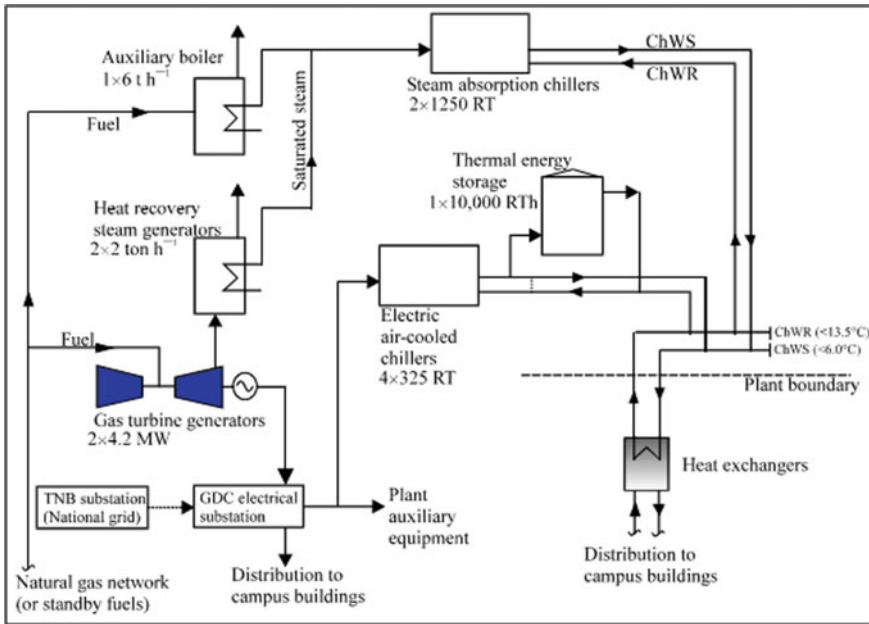 Auxiliary boiler
1×6 t h⁻¹
Fuel
Saturated steam
Steam absorption chillers
2×1250 RT
ChWS
ChWR
Thermal energy
storage
1×10,000 RTh
Heat recovery
steam generators
2×2 ton h⁻¹
Electric
air-cooled
chillers
4×325 RT
ChWR (<13.5°C)
ChWS (<6.0°C)
Plant boundary
Fuel
Gas turbine generators
2×4.2 MW
Heat exchangers
TNB substation
(National grid)
GDC electrical
substation
Plant
auxiliary
equipment
Distribution to
campus buildings
Distribution to
campus buildings
Natural gas network
(or standby fuels)